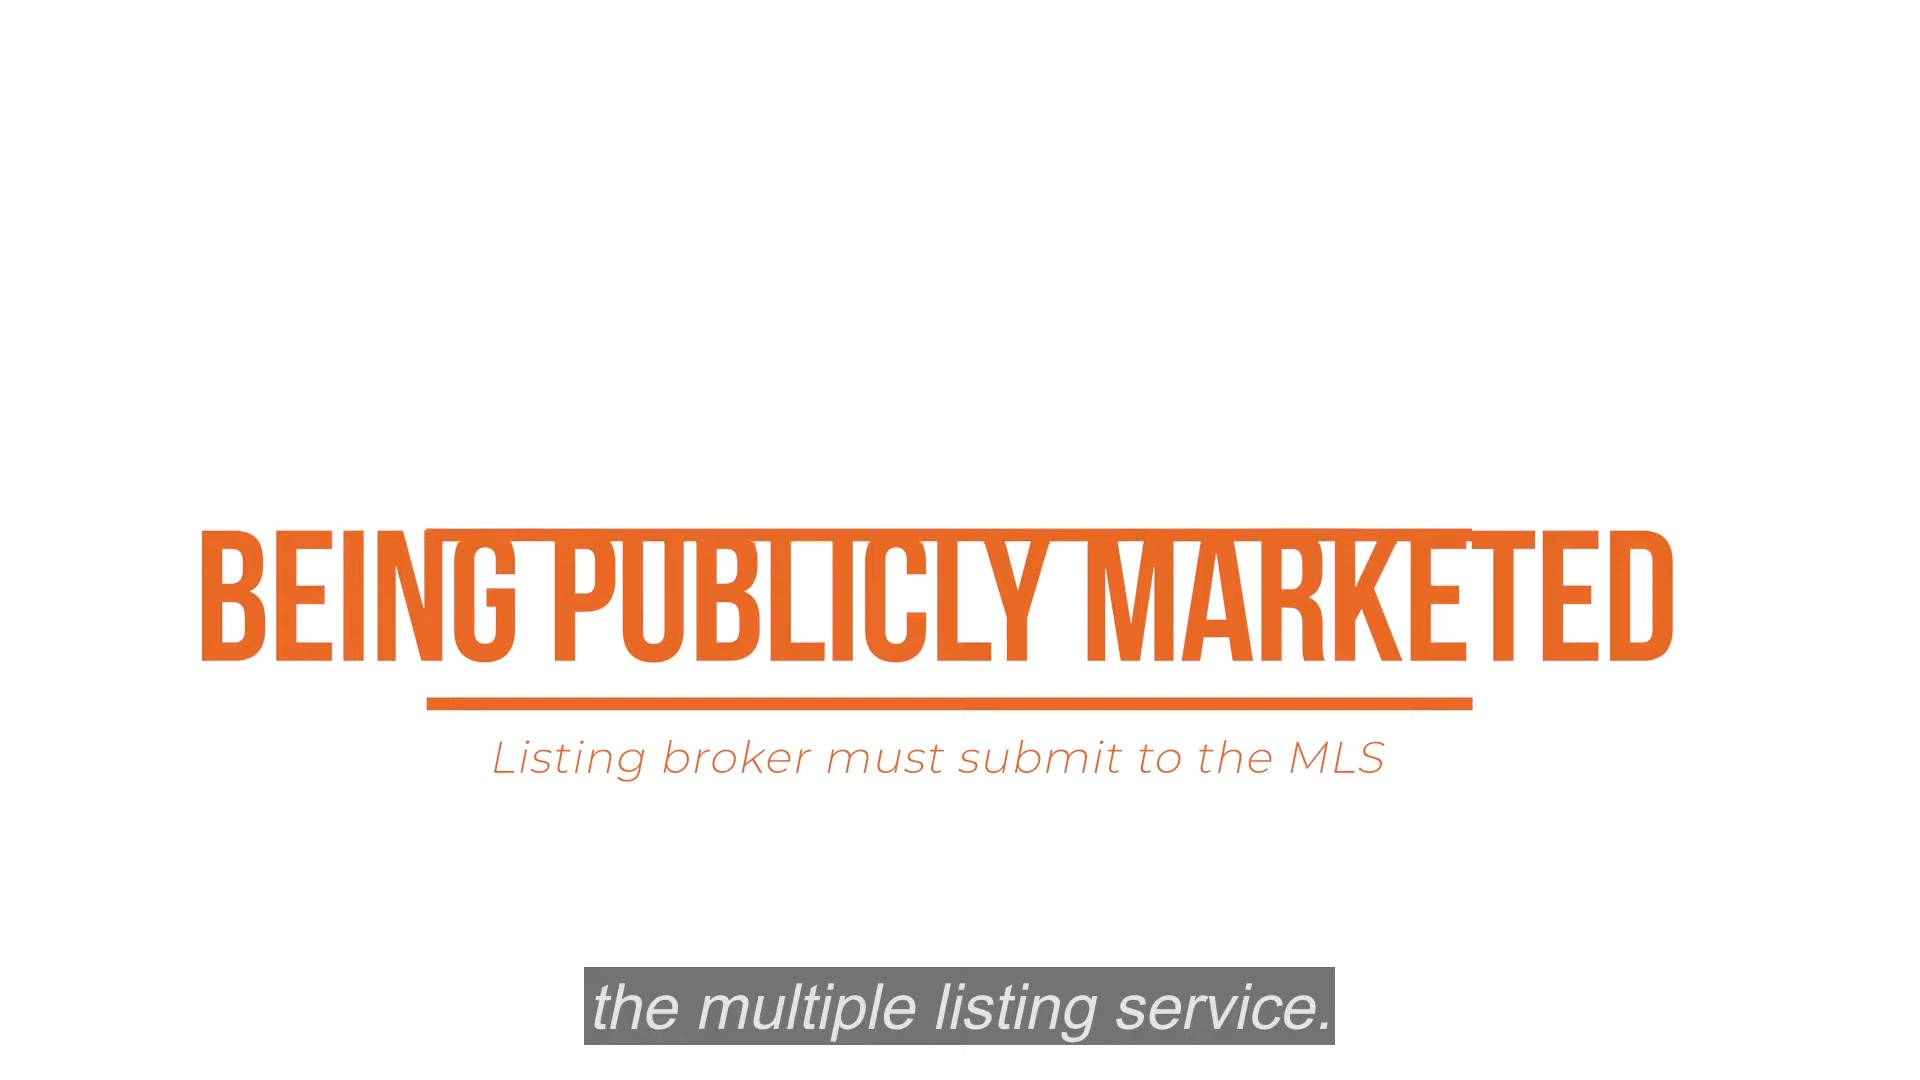 BEING PUBLICLY MARKETED
Listing broker must submit to the MLS
the multiple listing service.